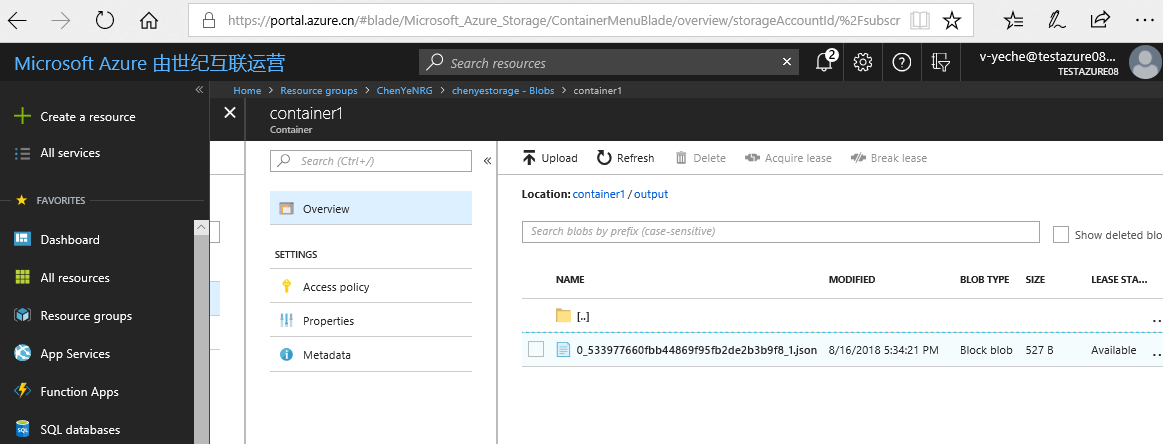 https://portal.azure.cn/#blade/Microsoft_Azure_Storage/ContainerMenuBlade/overview/storageAccountId/%2Fsubscr
Microsoft Azure 由世纪互联运营
Search resources
2
v-yeche@testazure08...
TESTAZURE08
Home > Resource groups > ChenYeNRG > chenyestorage - Blobs > container1
container1
Container
Create a resource
All services
FAVORITES
Dashboard
All resources
Resource groups
App Services
Function Apps
SQL databases
Search (Ctrl+/)
Overview
SETTINGS
Access policy
Properties
Metadata
Upload Refresh Delete Acquire lease Break lease
Location: container1 / output
Search blobs by prefix (case-sensitive)
Show deleted blo
NAME MODIFIED BLOB TYPE SIZE LEASE STA...
[..]
0_533977660fbb44869f95fb2de2b3b9f8_1.json 8/16/2018 5:34:21 PM Block blob 527 B Available